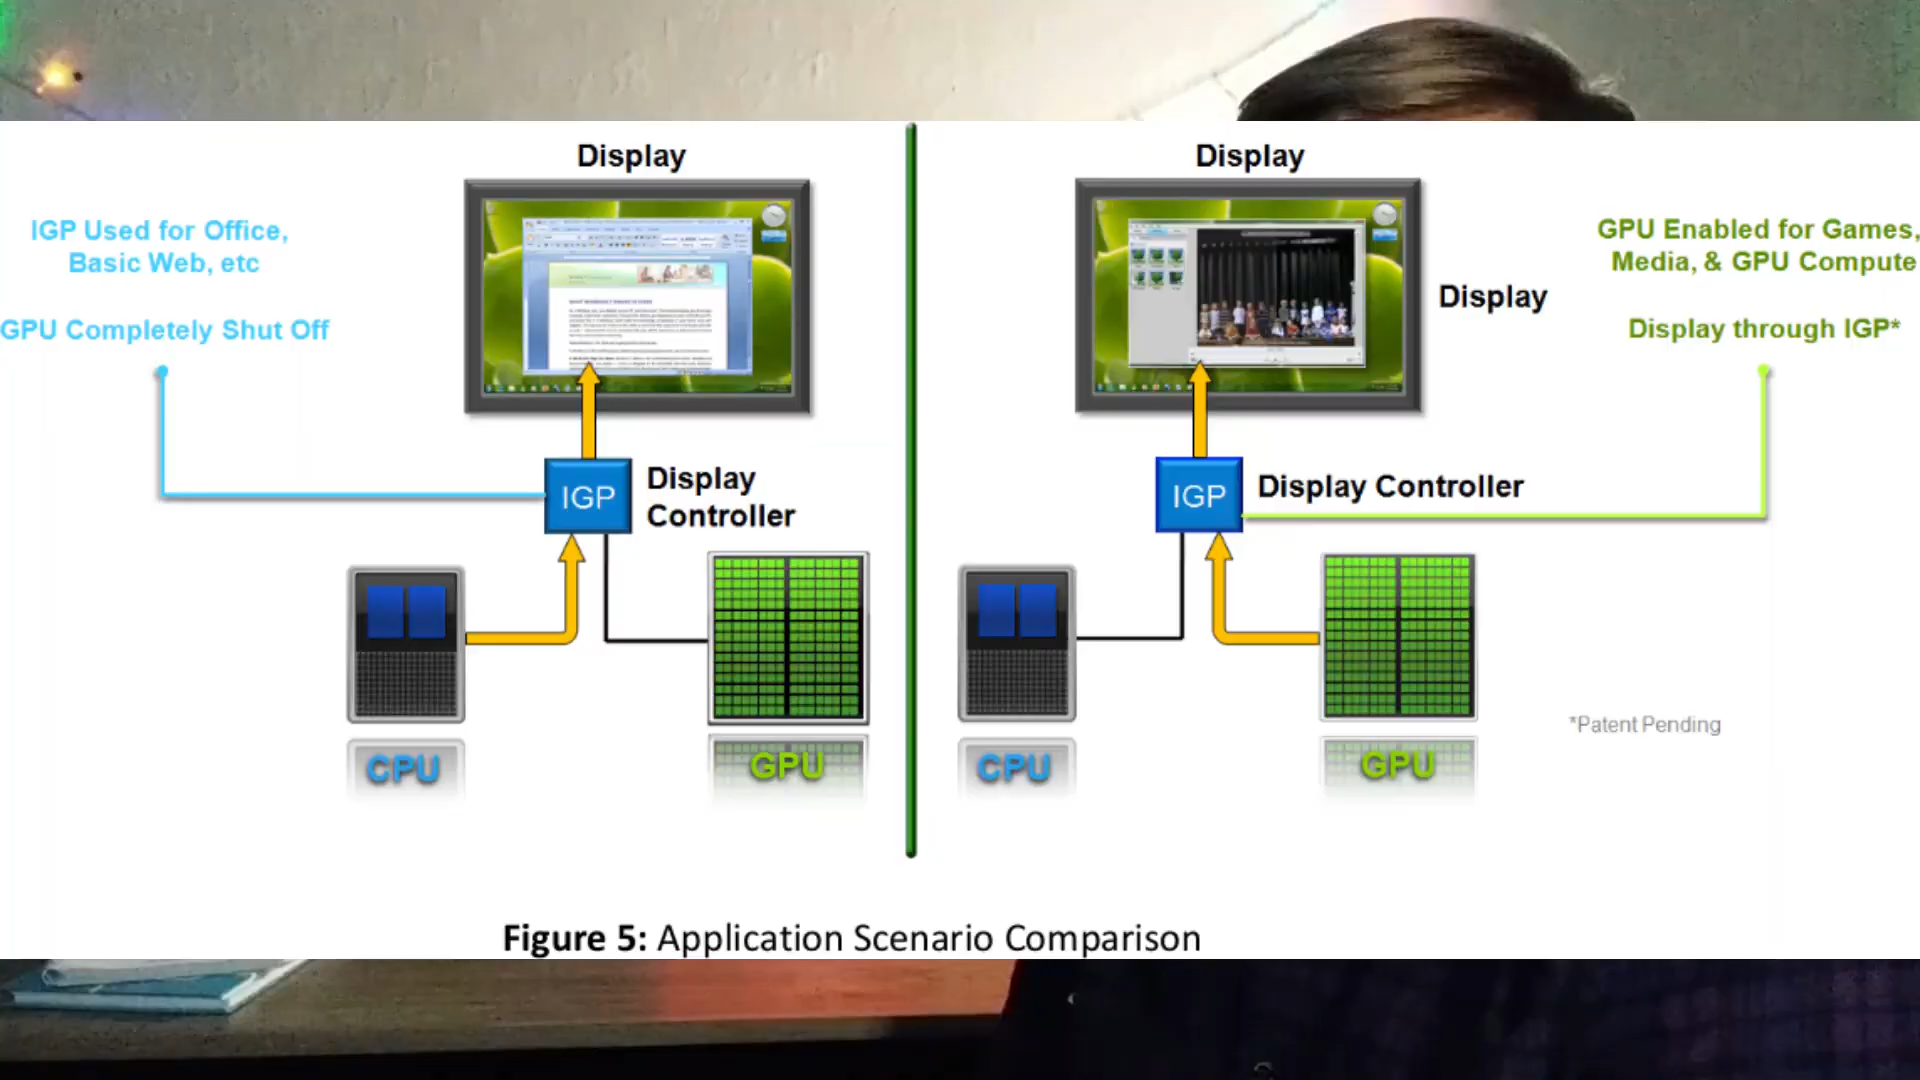 Display
IGP Used for Office,
Basic Web, etc
GPU Completely Shut Off
IGP
Display
Controller
CPU
GPU
Display
GPU Enabled for Games,
Media, & GPU Compute
Display
Display through IGP*
IGP
Display Controller
*Patent Pending
CPU
GPU
Figure 5: Application Scenario Comparison